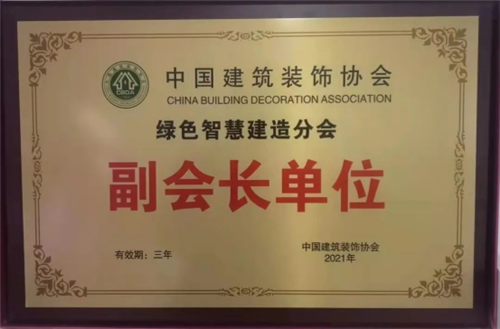 中国建筑装饰协会
CHINA BUILDING DECORATION ASSOCIATION
绿色智慧建造分会
副会长单位
有效期：三年
中国建筑装饰协会
2021年